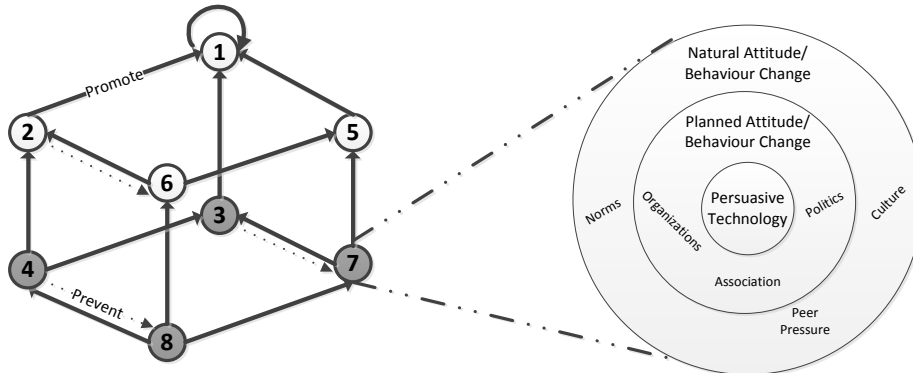 1
Promote
2
5
6
3
4
7
Prevent
8
Natural Attitude/
Behaviour Change
Planned Attitude/
Behaviour Change
Persuasive
Technology
Norms
Organizations
Politics
Culture
Association
Peer
Pressure